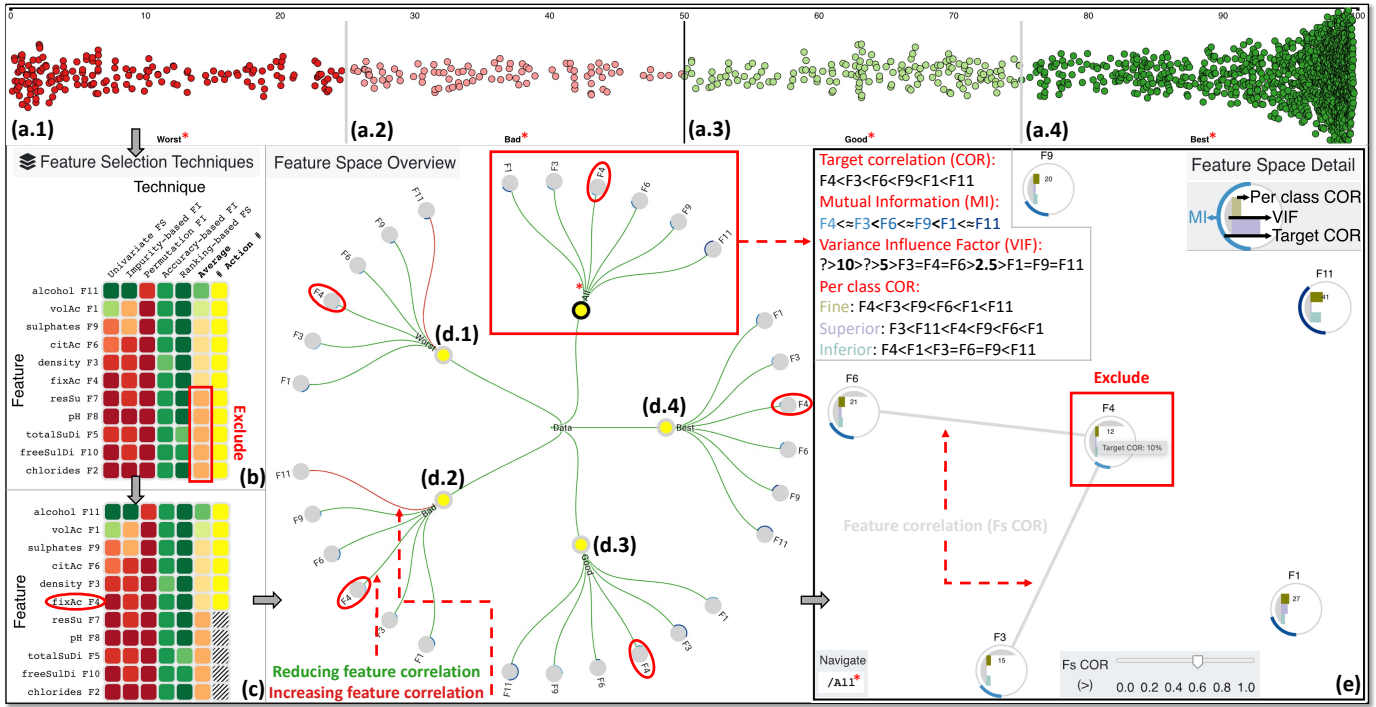 0 10 20 30 40 50 60 70 80 90 100
(a.1) Worst*
(a.2) Bad*
(a.3) Good*
(a.4) Best*
Feature Selection Techniques
Technique
Univariate FS
Impurity-based FI
Permutation FI
Accuracy-based FI
Ranking-based FS
Average
# Action #
Feature
alcohol F11
volAc F1
sulphates F9
citAc F6
density F3
fixAc F4
resSu F7
pH F8
totalSuDi F5
freeSulDi F10
chlorides F2
Exclude
(b)
Feature
alcohol F11
volAc F1
sulphates F9
citAc F6
density F3
fixAc F4
resSu F7
pH F8
totalSuDi F5
freeSulDi F10
chlorides F2
(c)
Feature Space Overview
F1
F3
F4
F6
F9
F11
*
All
F11
F9
F6
F4
F3
F1
Worst
(d.1)
F1
F3
F4
F6
F9
F11
Best
(d.4)
Data
F11
F9
F6
F4
F3
F1
Bad
(d.2)
(d.3)
Good
F11
F9
F6
F4
F3
F1
Reducing feature correlation
Increasing feature correlation
Target correlation (COR):
F4<F3<F6<F9<F1<F11
Mutual Information (MI):
F4<≈F3<F6<≈F9<F1<≈F11
Variance Influence Factor (VIF):
?>10>?>5>F3=F4=F6>2.5>F1=F9=F11
Per class COR:
Fine: F4<F3<F9<F6<F1<F11
Superior: F3<F11<F4<F9<F6<F1
Inferior: F4<F1<F3=F6=F9<F11
F9
20
Feature Space Detail
MI
Per class COR
VIF
Target COR
F11
41
F6
21
Exclude
F4
12
Target COR: 10%
Feature correlation (Fs COR)
F1
27
F3
15
Navigate
/All*
Fs COR
(>)
0.0 0.2 0.4 0.6 0.8 1.0
(e)